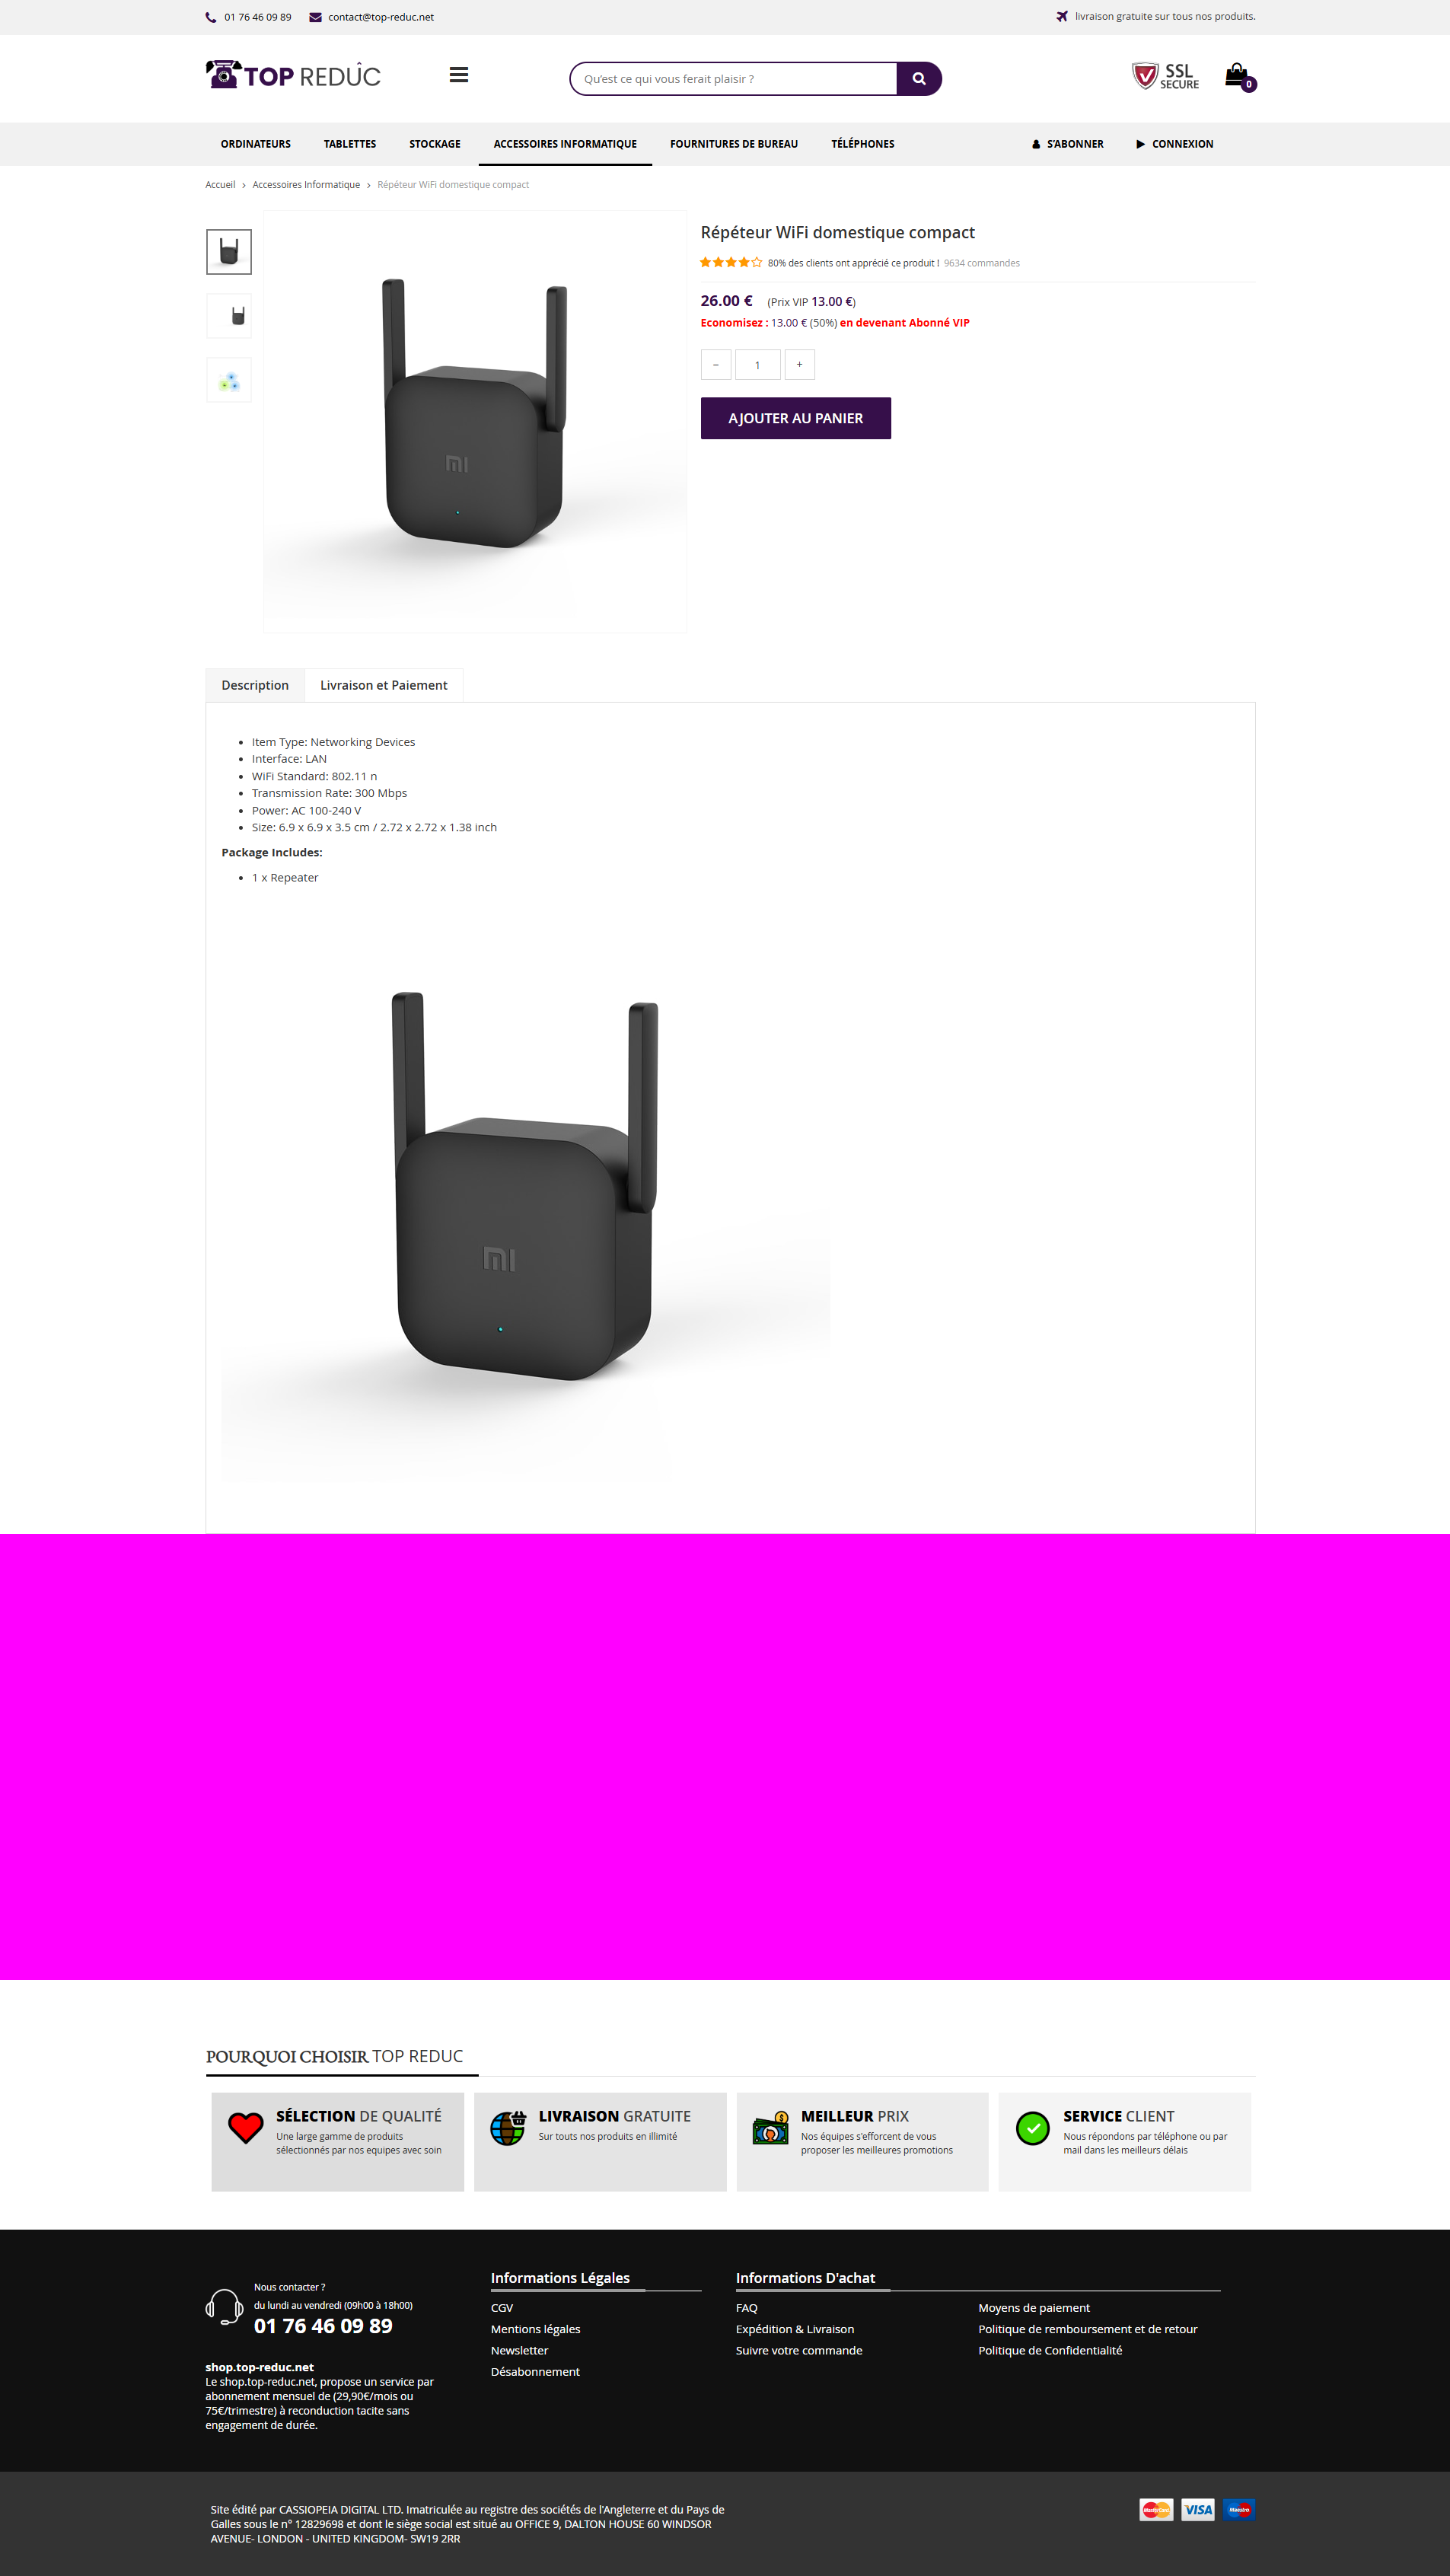 01 76 46 09 89 contact@top-reduc.net livraison gratuite sur tous nos produits.
TOP REDÛC Qu'est ce qui vous ferait plaisir ? SSL SECURE 0
ORDINATEURS TABLETTES STOCKAGE ACCESSOIRES INFORMATIQUE FOURNITURES DE BUREAU TÉLÉPHONES S'ABONNER CONNEXION
Accueil > Accessoires Informatique > Répéteur WiFi domestique compact
Répéteur WiFi domestique compact
80% des clients ont apprécié ce produit ! 9634 commandes
26.00 € (Prix VIP 13.00 €)
Economisez : 13.00 € (50%) en devenant Abonné VIP
− 1 +
AJOUTER AU PANIER
mi
Description Livraison et Paiement
• Item Type: Networking Devices
• Interface: LAN
• WiFi Standard: 802.11 n
• Transmission Rate: 300 Mbps
• Power: AC 100-240 V
• Size: 6.9 x 6.9 x 3.5 cm / 2.72 x 2.72 x 1.38 inch
Package Includes:
• 1 x Repeater
mi
POURQUOI CHOISIR TOP REDUC
SÉLECTION DE QUALITÉ
Une large gamme de produits
sélectionnés par nos equipes avec soin
LIVRAISON GRATUITE
Sur touts nos produits en illimité
MEILLEUR PRIX
Nos équipes s'efforcent de vous
proposer les meilleures promotions
SERVICE CLIENT
Nous répondons par téléphone ou par
mail dans les meilleurs délais
Nous contacter ?
du lundi au vendredi (09h00 à 18h00)
01 76 46 09 89
shop.top-reduc.net
Le shop.top-reduc.net, propose un service par
abonnement mensuel de (29,90€/mois ou
75€/trimestre) à reconduction tacite sans
engagement de durée.
Informations Légales
CGV
Mentions légales
Newsletter
Désabonnement
Informations D'achat
FAQ
Expédition & Livraison
Suivre votre commande
Moyens de paiement
Politique de remboursement et de retour
Politique de Confidentialité
Site édité par CASSIOPEIA DIGITAL LTD. Imatriculée au registre des sociétés de l'Angleterre et du Pays de
Galles sous le n° 12829698 et dont le siège social est situé au OFFICE 9, DALTON HOUSE 60 WINDSOR
AVENUE- LONDON - UNITED KINGDOM- SW19 2RR
MasterCard VISA Maestro